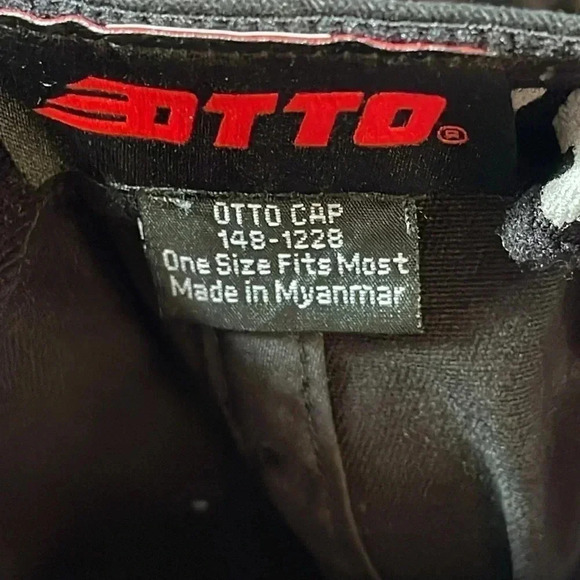 OTTO®
OTTO CAP
148-1228
One Size Fits Most
Made in Myanmar